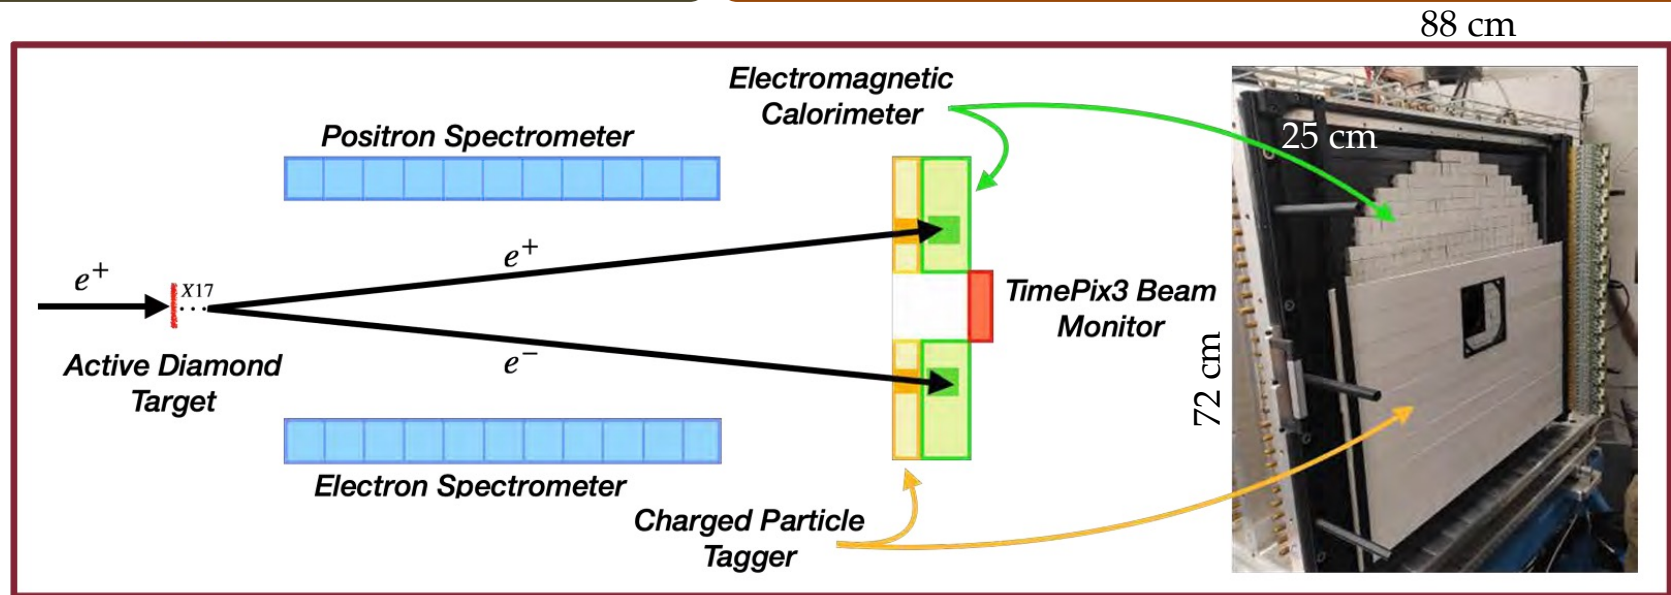 88 cm
Electromagnetic
Calorimeter
Positron Spectrometer
25 cm
e⁺
e⁺
X17
TimePix3 Beam
Monitor
Active Diamond
Target
e⁻
72 cm
Electron Spectrometer
Charged Particle
Tagger